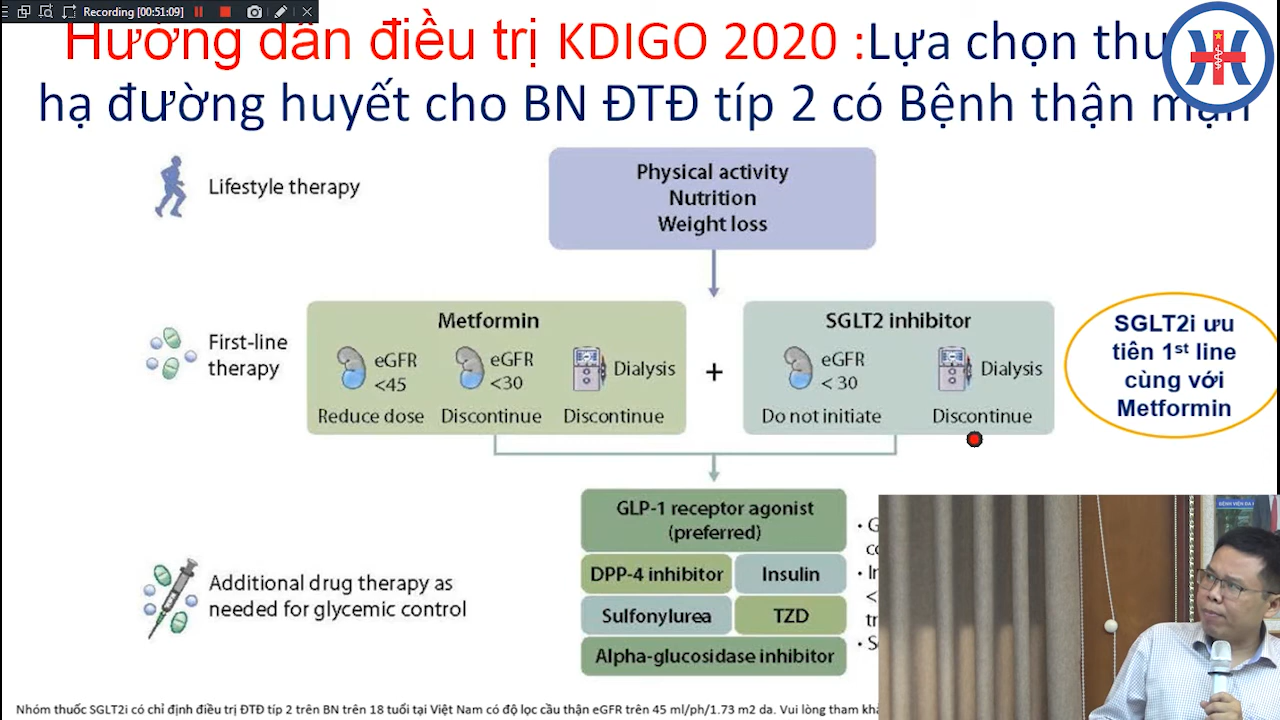 Recording [00:51:09]
Hướng dẫn điều trị KDIGO 2020 :Lựa chọn
hạ đường huyết cho BN ĐTĐ típ 2 có Bệnh thận mạn
Lifestyle therapy
Physical activity
Nutrition
Weight loss
First-line
therapy
Metformin
eGFR
<45
Reduce dose
eGFR
<30
Discontinue
Dialysis
Discontinue
+
SGLT2 inhibitor
eGFR
< 30
Do not initiate
Dialysis
Discontinue
SGLT2i ưu
tiên 1st line
cùng với
Metformin
Additional drug therapy as
needed for glycemic control
GLP-1 receptor agonist
(preferred)
DPP-4 inhibitor
Insulin
Sulfonylurea
TZD
Alpha-glucosidase inhibitor
BỆNH VIỆN ĐA
Nhóm thuốc SGLT2i có chỉ định điều trị ĐTĐ típ 2 trên BN trên 18 tuổi tại Việt Nam có độ lọc cầu thận eGFR trên 45 ml/ph/1.73 m2 da. Vui lòng tham